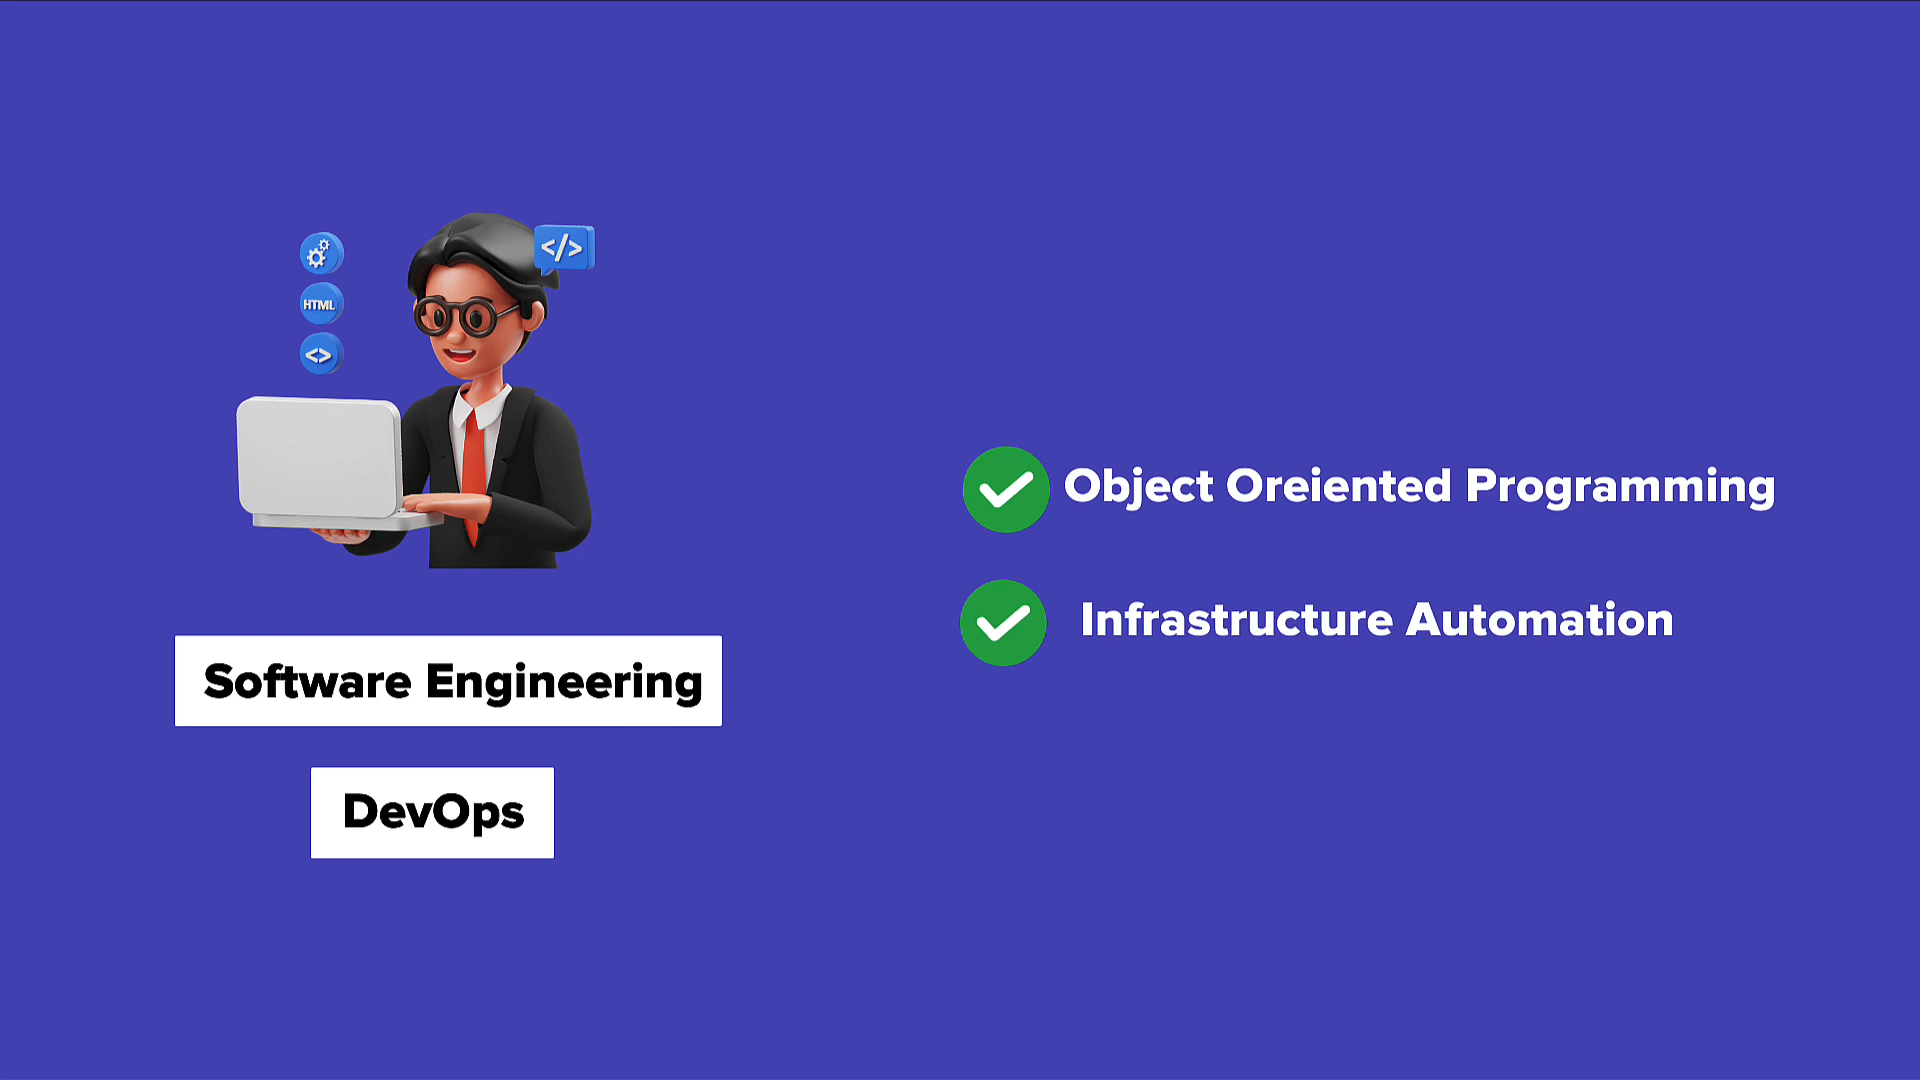 </>
HTML
<>
Software Engineering
DevOps
Object Oreiented Programming
Infrastructure Automation